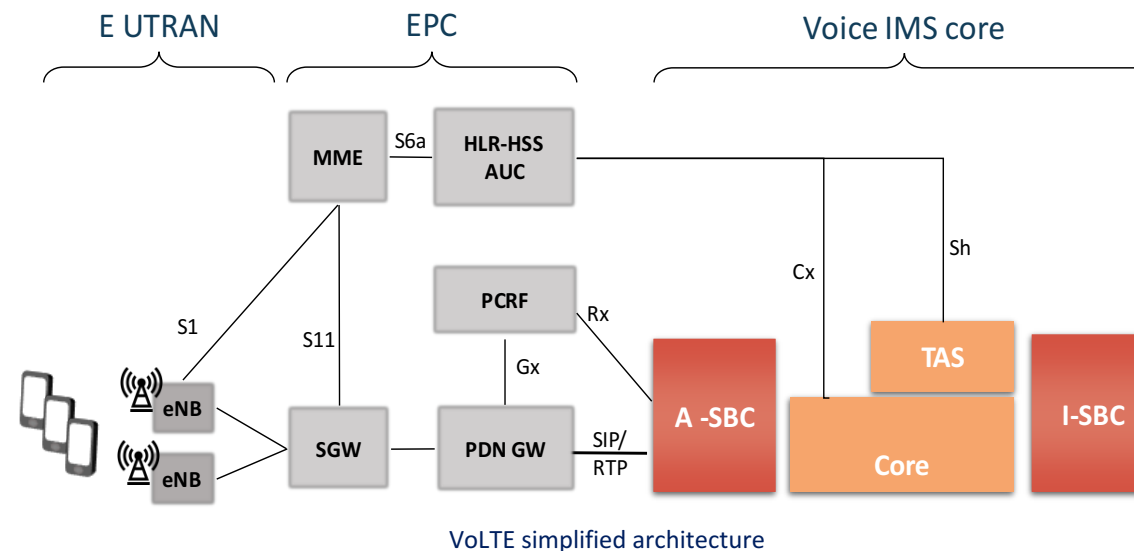 E UTRAN
EPC
Voice IMS core
MME
S6a
HLR-HSS
AUC
Cx
Sh
S1
S11
PCRF
Rx
Gx
eNB
eNB
SGW
PDN GW
SIP/
RTP
A -SBC
TAS
Core
I-SBC
VoLTE simplified architecture